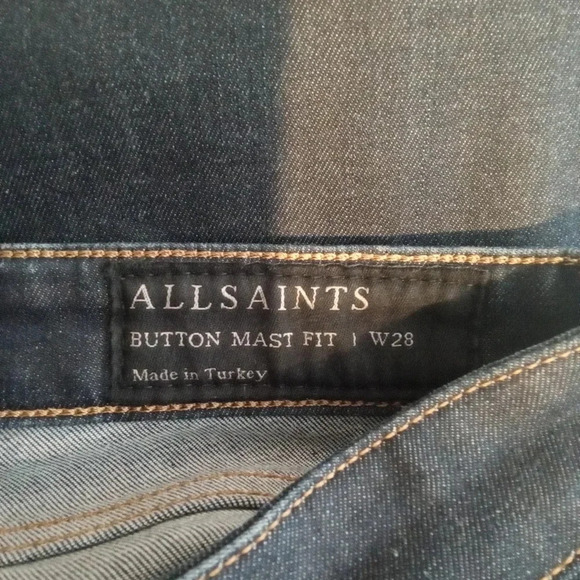 ALLSAINTS
BUTTON MAST FIT | W28
Made in Turkey